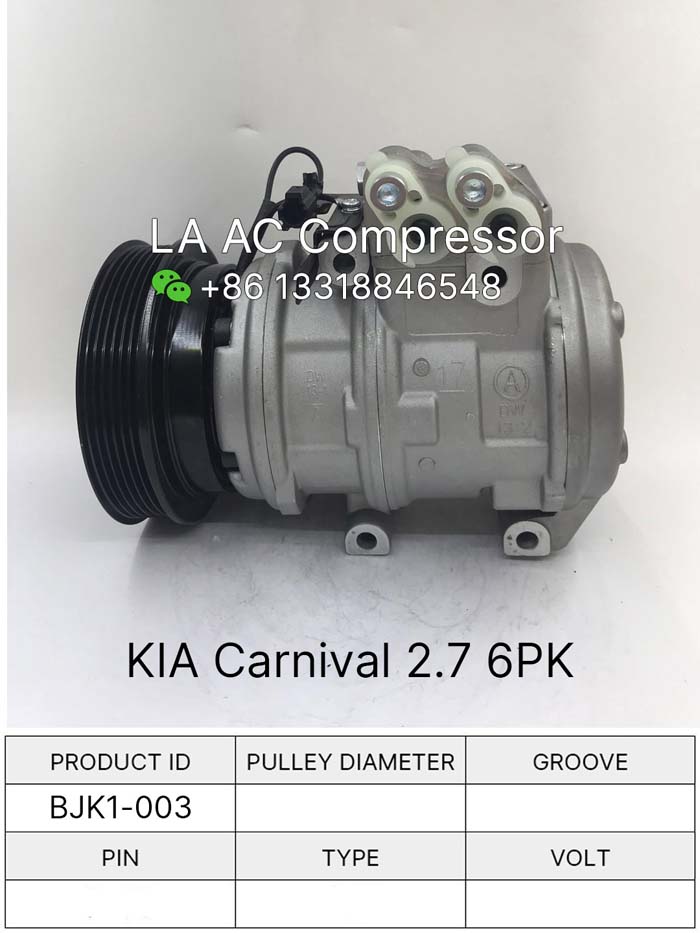 LA AC Compressor
+86 13318846548
17
A
KIA Carnival 2.7 6PK
PRODUCT ID PULLEY DIAMETER GROOVE
BJK1-003
PIN TYPE VOLT